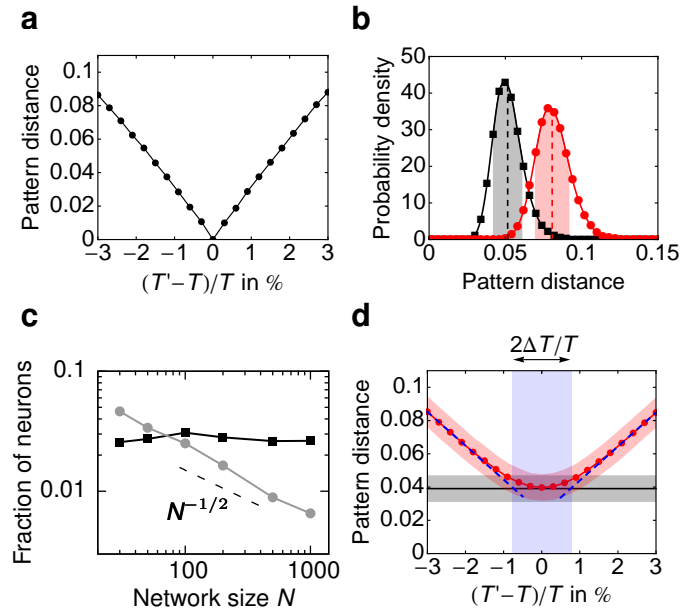 a
Pattern distance
0.1
0.08
0.06
0.04
0.02
0
−3 −2 −1 0 1 2 3
(T'−T)/T in %
b
Probability density
50
40
30
20
10
0
0 0.05 0.1 0.15
Pattern distance
c
Fraction of neurons
0.1
0.01
N−1/2
100 1000
Network size N
d
2ΔT/T
Pattern distance
0.1
0.08
0.06
0.04
0.02
0
−3 −2 −1 0 1 2 3
(T'−T)/T in %